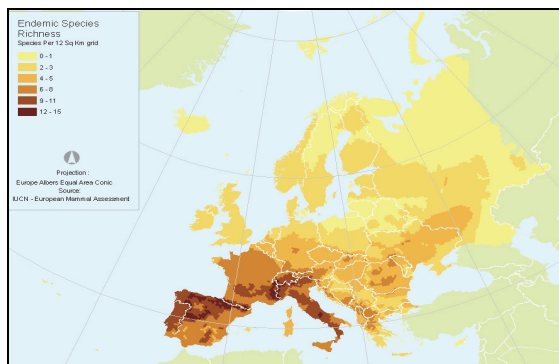 Endemic Species
Richness
Species Per 12 Sq Km grid
0 - 1
2 - 3
4 - 5
6 - 8
9 - 11
12 - 15
Projection :
Europe Albers Equal Area Conic
Source:
IUCN - European Mammal Assessment